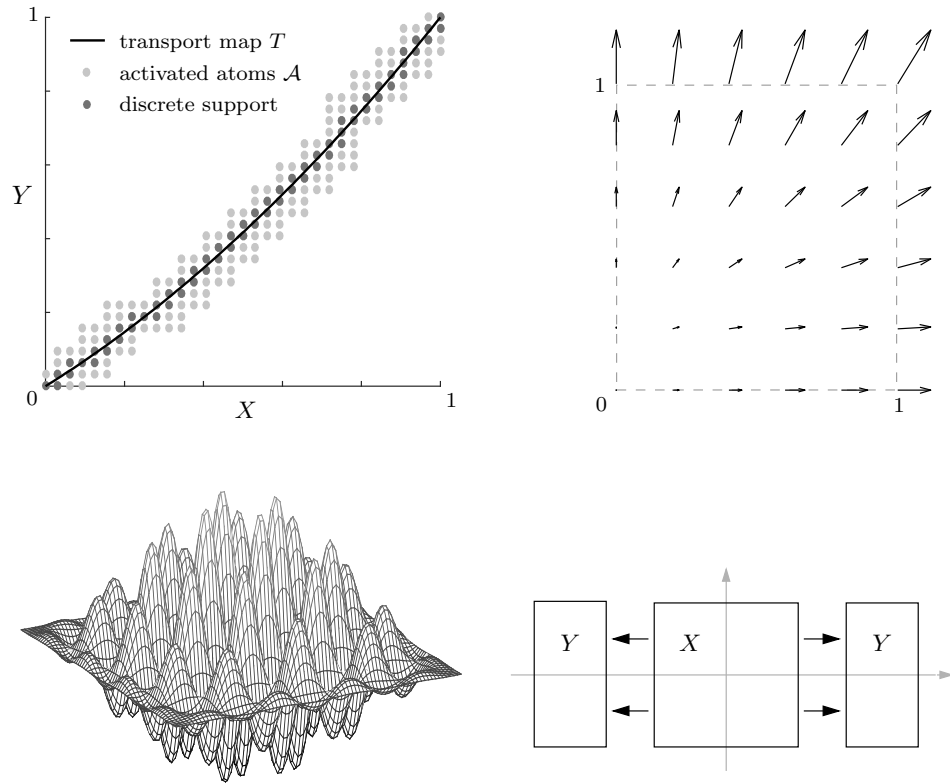 1
transport map T
activated atoms 𝒜
discrete support
Y
0
X
1
1
0
1
Y
X
Y